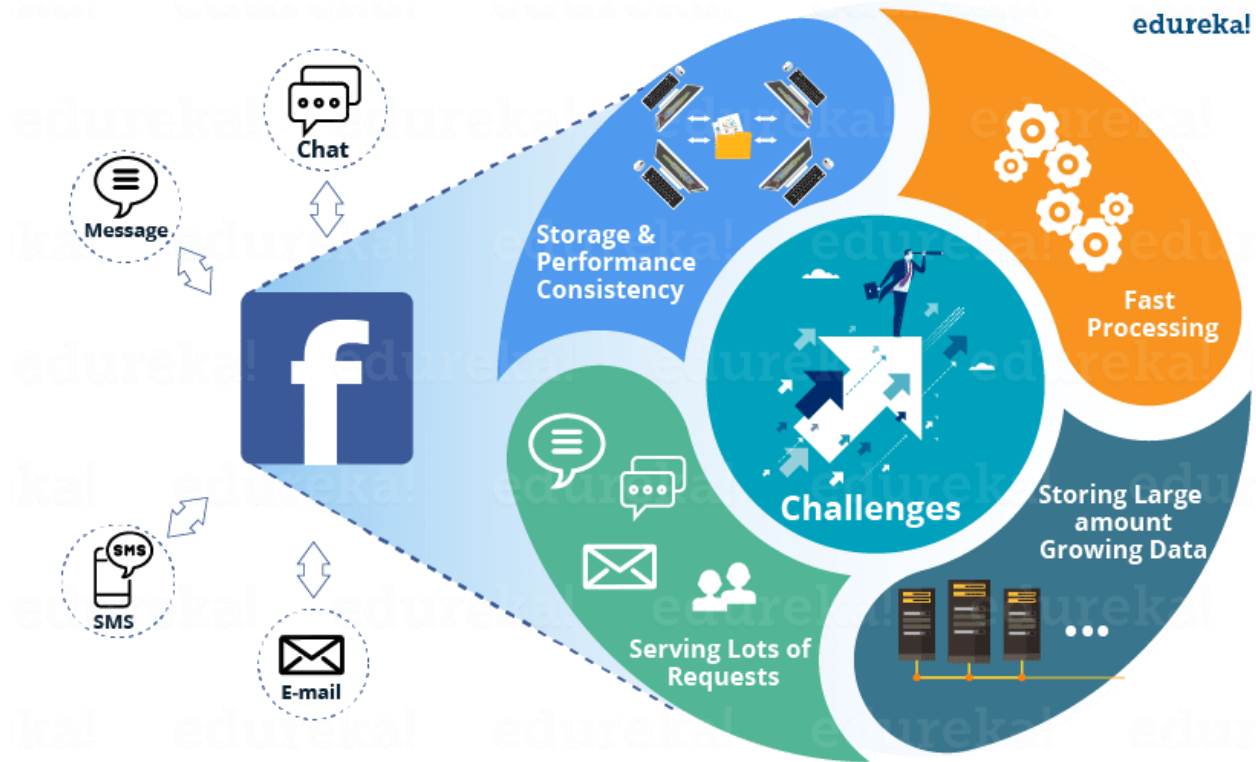 edureka!
Chat
Message
f
SMS
SMS
E-mail
Storage &
Performance
Consistency
Fast
Processing
Challenges
Storing Large
amount
Growing Data
Serving Lots of
Requests